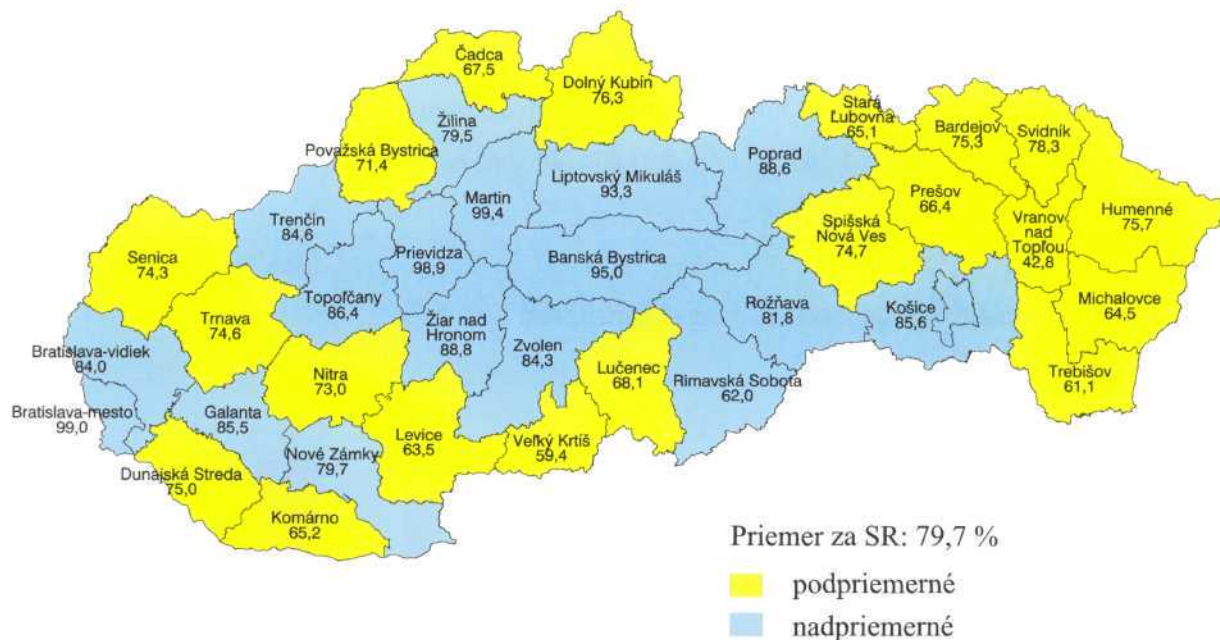 Čadca
67,5
Dolný Kubín
76,3
Žilina
79,5
Považská Bystrica
71,4
Stará
Ľubovňa
65,1
Bardejov
75,3
Svidník
78,3
Poprad
88,6
Liptovský Mikuláš
93,3
Martin
99,4
Prešov
66,4
Humenné
75,7
Vranov
nad
Topľou
42,8
Trenčín
84,6
Spišská
Nová Ves
74,7
Senica
74,3
Prievidza
98,9
Banská Bystrica
95,0
Topoľčany
86,4
Rožňava
81,8
Košice
85,6
Michalovce
64,5
Trnava
74,6
Žiar nad
Hronom
88,8
Zvolen
84,3
Bratislava-vidiek
84,0
Nitra
73,0
Lučenec
68,1
Rimavská Sobota
62,0
Trebišov
61,1
Bratislava-mesto
99,0
Galanta
85,5
Levice
63,5
Veľký Krtíš
59,4
Nové Zámky
79,7
Dunajská Streda
75,0
Komárno
65,2
Priemer za SR: 79,7 %
podpriemerné
nadpriemerné